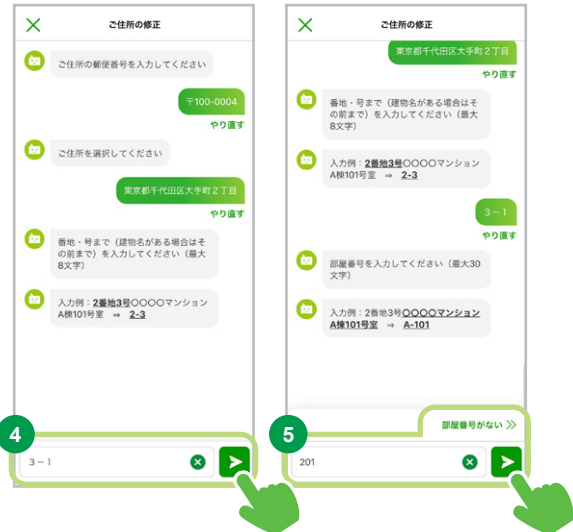 ご住所の修正
ご住所の郵便番号を入力してください
〒100-0004
やり直す
ご住所を選択してください
東京都千代田区大手町２丁目
やり直す
番地・号まで（建物名がある場合はそ
の前まで）を入力してください（最大
8文字）
入力例：2番地3号〇〇〇〇マンション
A棟101号室 ⇒ 2-3
4
３－１
ご住所の修正
東京都千代田区大手町２丁目
やり直す
番地・号まで（建物名がある場合はそ
の前まで）を入力してください（最大
8文字）
入力例：2番地3号〇〇〇〇マンション
A棟101号室 ⇒ 2-3
３－１
やり直す
部屋番号を入力してください（最大30
文字）
入力例：2番地3号〇〇〇〇マンション
A棟101号室 ⇒ A-101
部屋番号がない
5
201